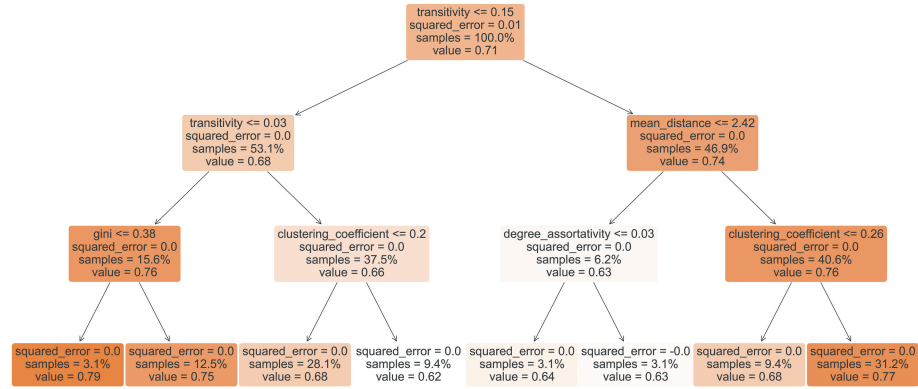 transitivity <= 0.15
squared_error = 0.01
samples = 100.0%
value = 0.71
transitivity <= 0.03
squared_error = 0.0
samples = 53.1%
value = 0.68
mean_distance <= 2.42
squared_error = 0.0
samples = 46.9%
value = 0.74
gini <= 0.38
squared_error = 0.0
samples = 15.6%
value = 0.76
clustering_coefficient <= 0.2
squared_error = 0.0
samples = 37.5%
value = 0.66
degree_assortativity <= 0.03
squared_error = 0.0
samples = 6.2%
value = 0.63
clustering_coefficient <= 0.26
squared_error = 0.0
samples = 40.6%
value = 0.76
squared_error = 0.0
samples = 3.1%
value = 0.79
squared_error = 0.0
samples = 12.5%
value = 0.75
squared_error = 0.0
samples = 28.1%
value = 0.68
squared_error = 0.0
samples = 9.4%
value = 0.62
squared_error = 0.0
samples = 3.1%
value = 0.64
squared_error = -0.0
samples = 3.1%
value = 0.63
squared_error = 0.0
samples = 9.4%
value = 0.68
squared_error = 0.0
samples = 31.2%
value = 0.77